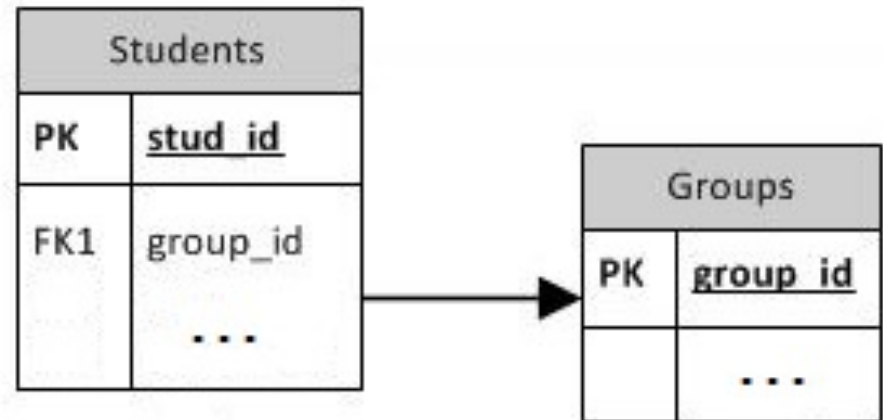 Students
PK stud_id
FK1 group_id
...
Groups
PK group_id
...